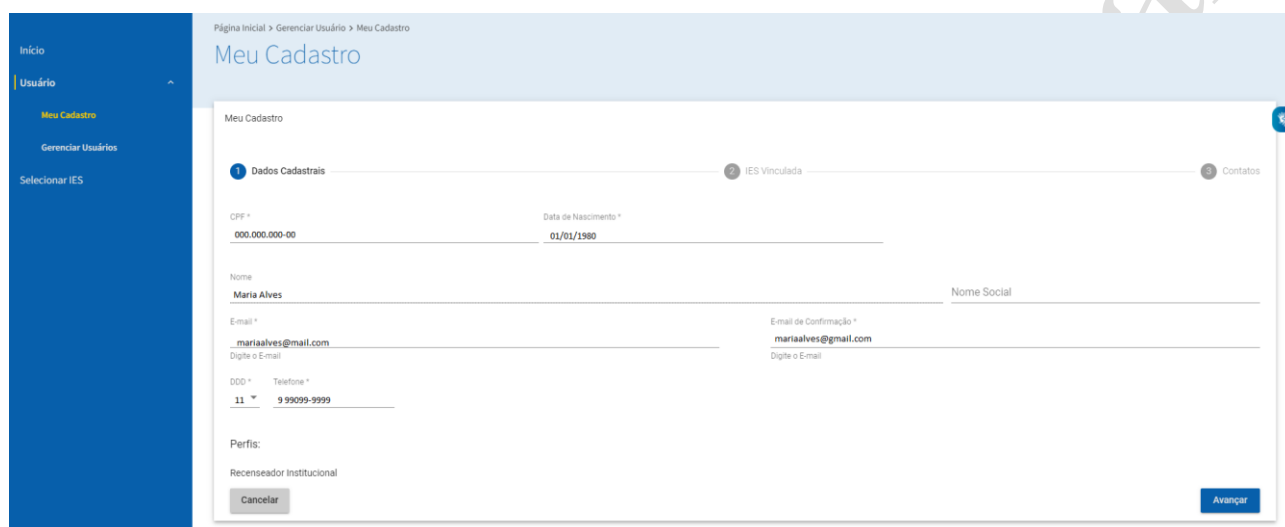 Página Inicial > Gerenciar Usuário > Meu Cadastro
Meu Cadastro
Início
Usuário
Meu Cadastro
Gerenciar Usuários
Selecionar IES
Meu Cadastro
1 Dados Cadastrais 2 IES Vinculada 3 Contatos
CPF * Data de Nascimento *
000.000.000-00 01/01/1980
Nome
Maria Alves Nome Social
E-mail * E-mail de Confirmação *
mariaalves@mail.com mariaalves@gmail.com
Digite o E-mail Digite o E-mail
DDD * Telefone *
11 9 99099-9999
Perfis:
Recenseador Institucional
Cancelar Avançar